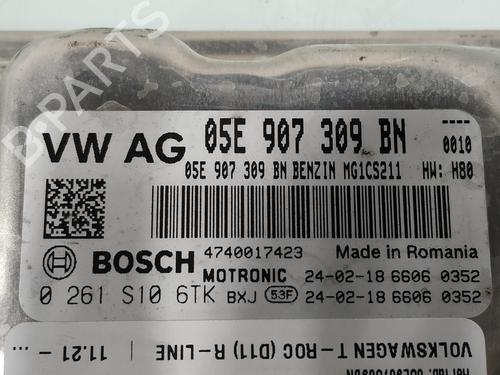 VW AG 05E 907 309 BN ----
0010
05E 907 309 BN BENZIN MG1CS211 HW: H80
BOSCH 4740017423 Made in Romania
MOTRONIC 24-02-18 6606 0352
0 261 S10 6TK BXJ 53F 24-02-18 6606 0352
VOLKSWAGEN T-ROC (D11) R-LINE
11.21 - ...
B-PARTS